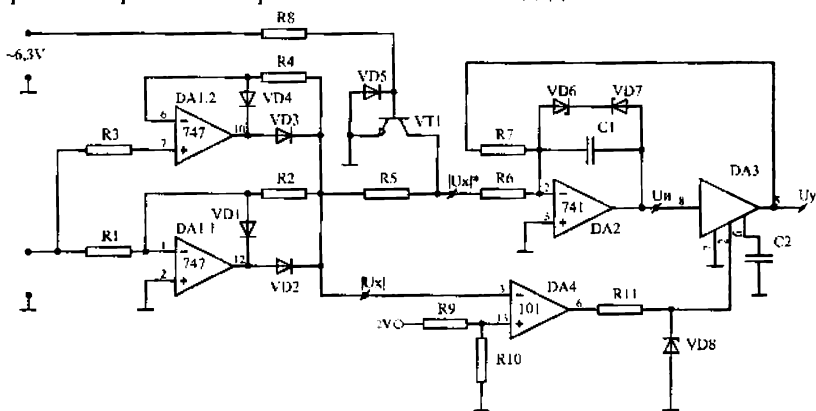 R8
~6,3V
R4
VD5
VD6
VD7
DA1.2
VD4
VD3
VT1
C1
R3
6
747
10
7
R7
DA3
R2
R5
|Ux|*
R6
2
Uи
8
Uу
741
3
DA2
VD1
R1
DA1.1
1
747
12
2
VD2
C2
|Ux|
DA4
R9
3
101
6
R11
2V
13
R10
VD8